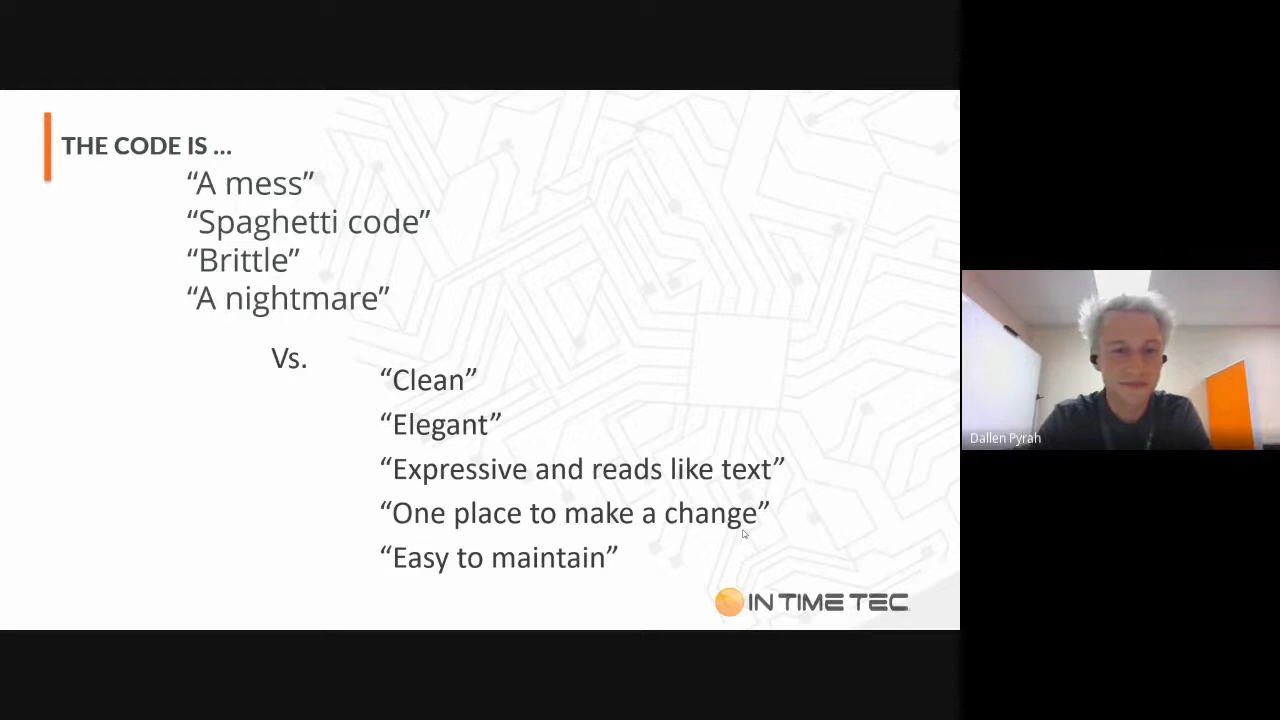 THE CODE IS ...
“A mess”
“Spaghetti code”
“Brittle”
“A nightmare”
Vs.
“Clean”
“Elegant”
“Expressive and reads like text”
“One place to make a change”
“Easy to maintain”
IN TIME TEC
Dallen Pyrah